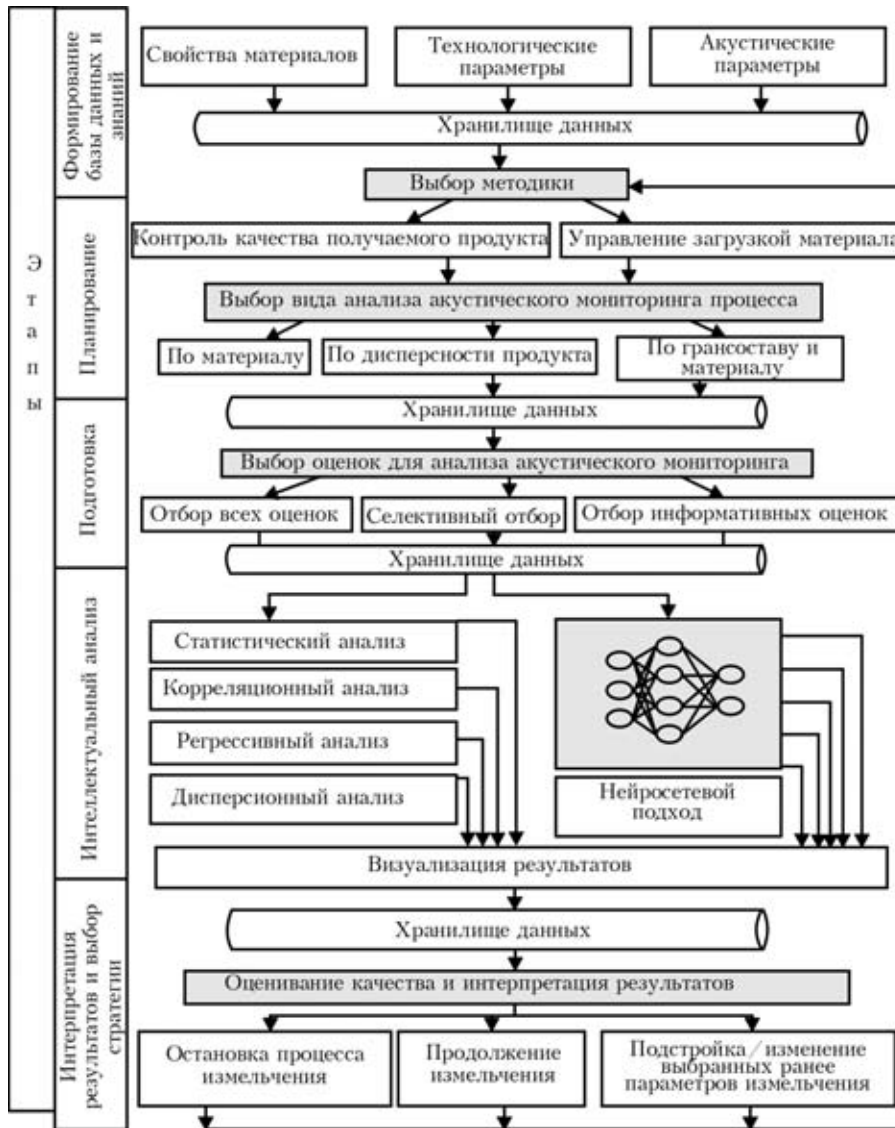 Этапы
Формирование
базы данных и
знаний
Свойства материалов
Технологические
параметры
Акустические
параметры
Хранилище данных
Выбор методики
Планирование
Контроль качества получаемого продукта
Управление загрузкой материала
Выбор вида анализа акустического мониторинга процесса
По материалу
По дисперсности продукта
По грансоставу и
материалу
Подготовка
Хранилище данных
Выбор оценок для анализа акустического мониторинга
Отбор всех оценок
Селективный отбор
Отбор информативных оценок
Хранилище данных
Интеллектуальный анализ
Статистический анализ
Корреляционный анализ
Регрессивный анализ
Дисперсионный анализ
Нейросетевой
подход
Визуализация результатов
Интерпретация
результатов и выбор
стратегии
Хранилище данных
Оценивание качества и интерпретация результатов
Остановка процесса
измельчения
Продолжение
измельчения
Подстройка/изменение
выбранных ранее
параметров измельчения